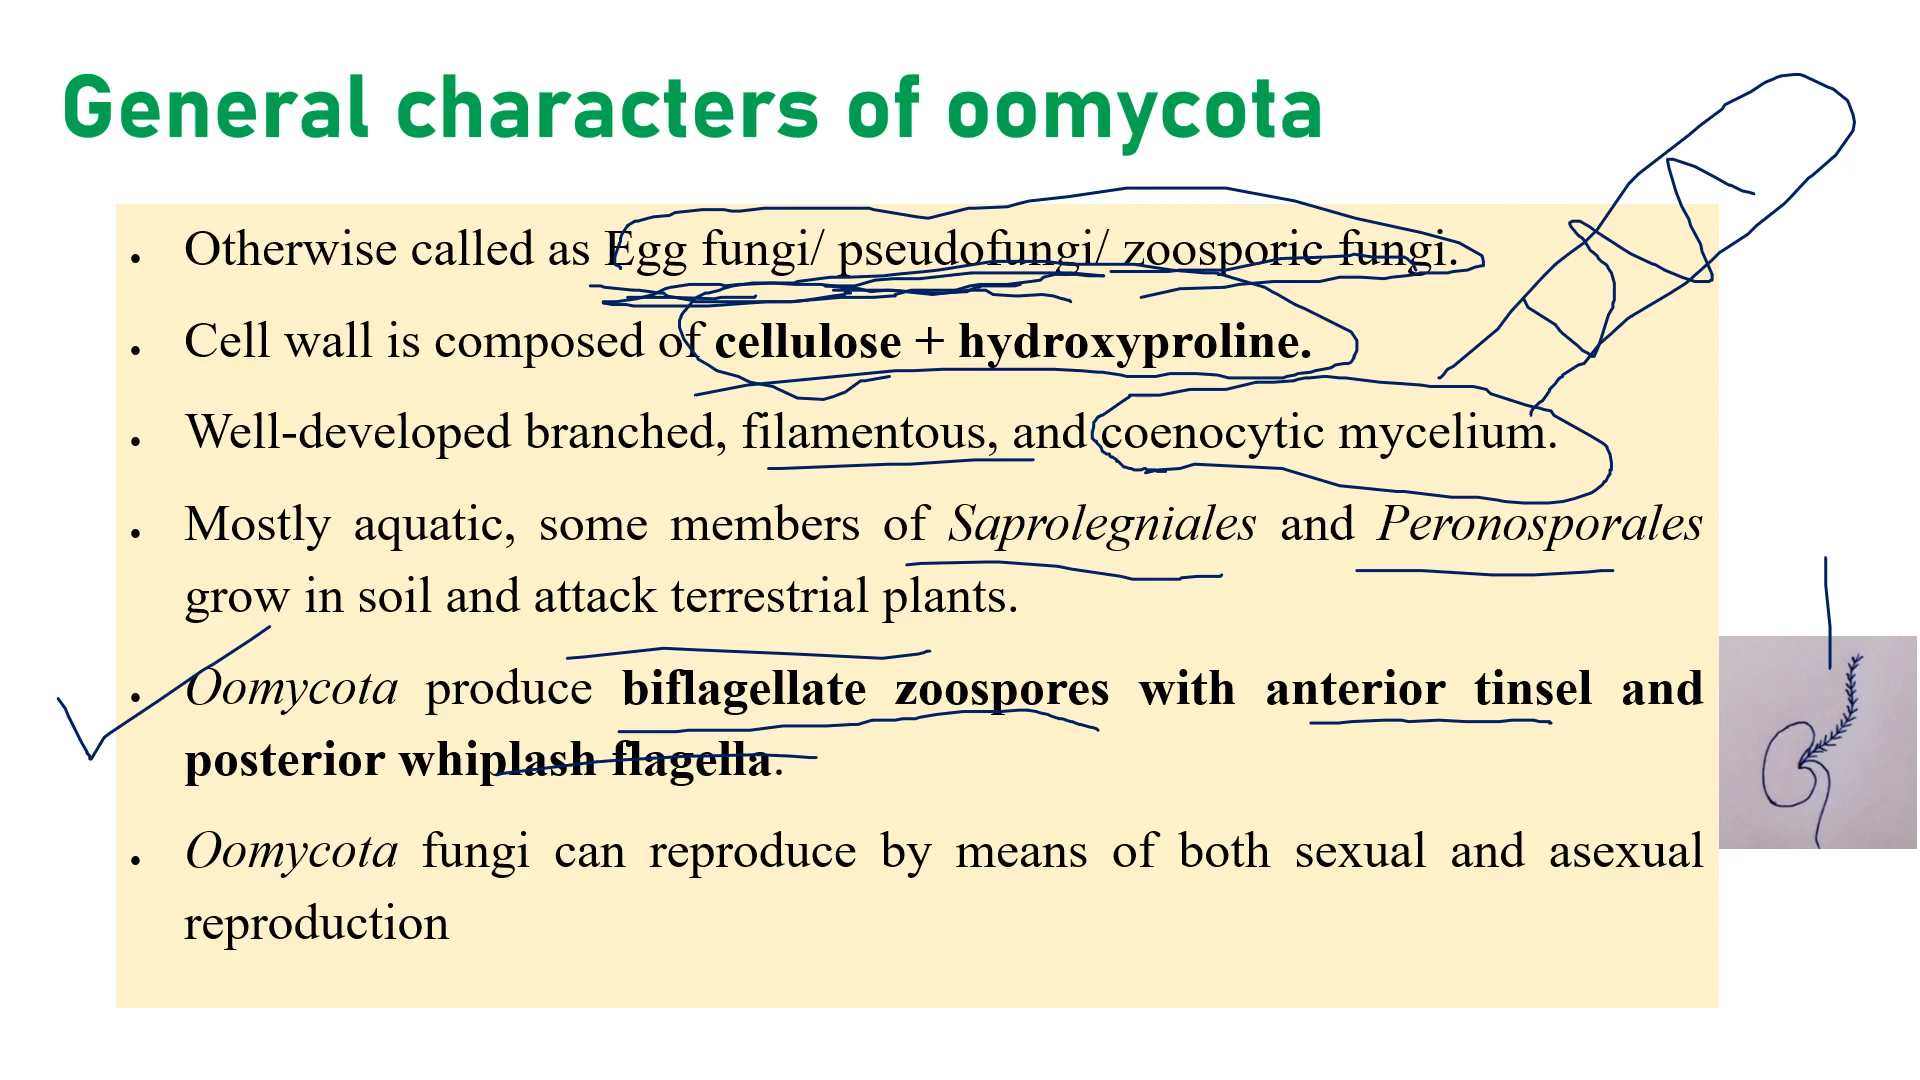 General characters of oomycota
• Otherwise called as Egg fungi/ pseudofungi/ zoosporic fungi.
• Cell wall is composed of cellulose + hydroxyproline.
• Well-developed branched, filamentous, and coenocytic mycelium.
• Mostly aquatic, some members of Saprolegniales and Peronosporales
grow in soil and attack terrestrial plants.
• Oomycota produce biflagellate zoospores with anterior tinsel and
posterior whiplash flagella.
• Oomycota fungi can reproduce by means of both sexual and asexual
reproduction